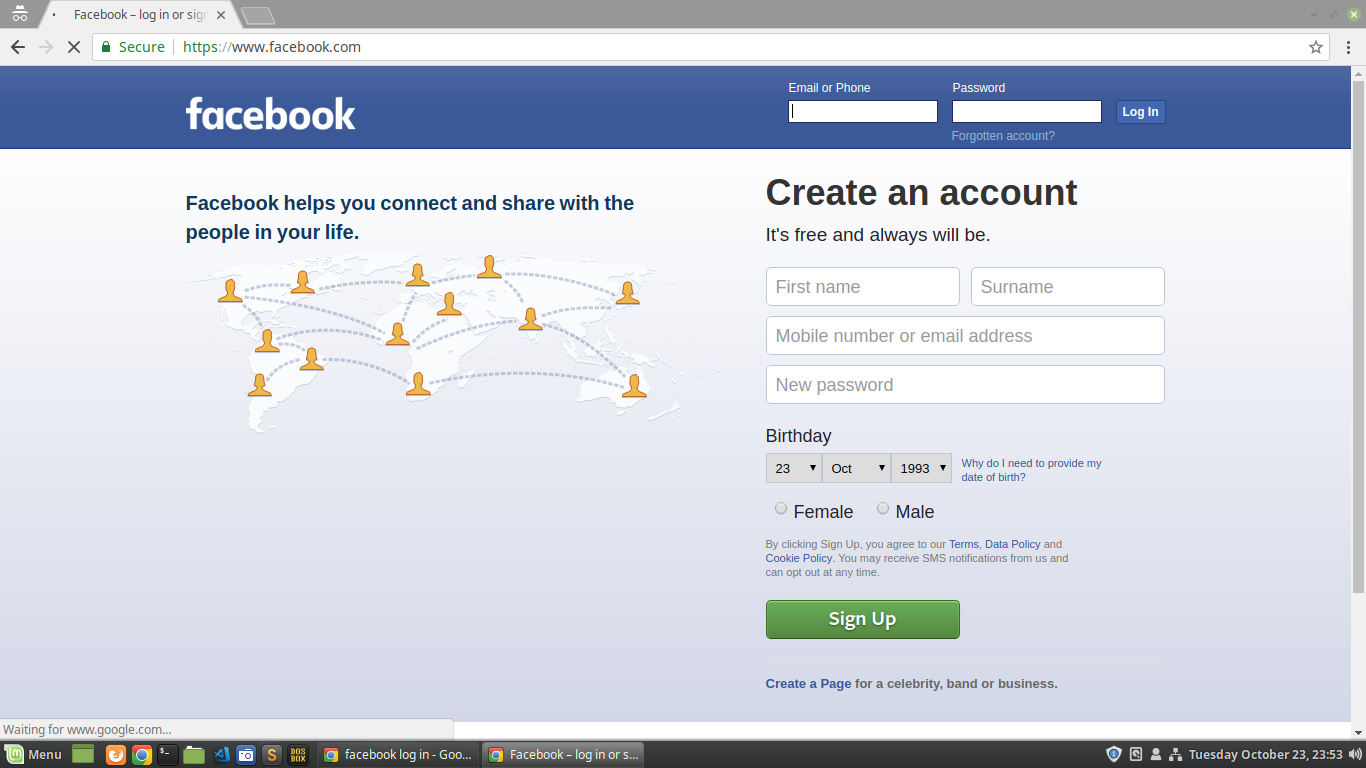 Facebook – log in or sig
Secure
https://www.facebook.com
facebook
Email or Phone
Password
Log In
Forgotten account?
Facebook helps you connect and share with the
people in your life.
Create an account
It's free and always will be.
First name
Surname
Mobile number or email address
New password
Birthday
23
Oct
1993
Why do I need to provide my
date of birth?
Female
Male
By clicking Sign Up, you agree to our Terms, Data Policy and
Cookie Policy. You may receive SMS notifications from us and
can opt out at any time.
Sign Up
Create a Page for a celebrity, band or business.
Waiting for www.google.com...
Menu
$-
S
DOS
BOX
facebook log in - Goo...
Facebook – log in or s...
Tuesday October 23, 23:53